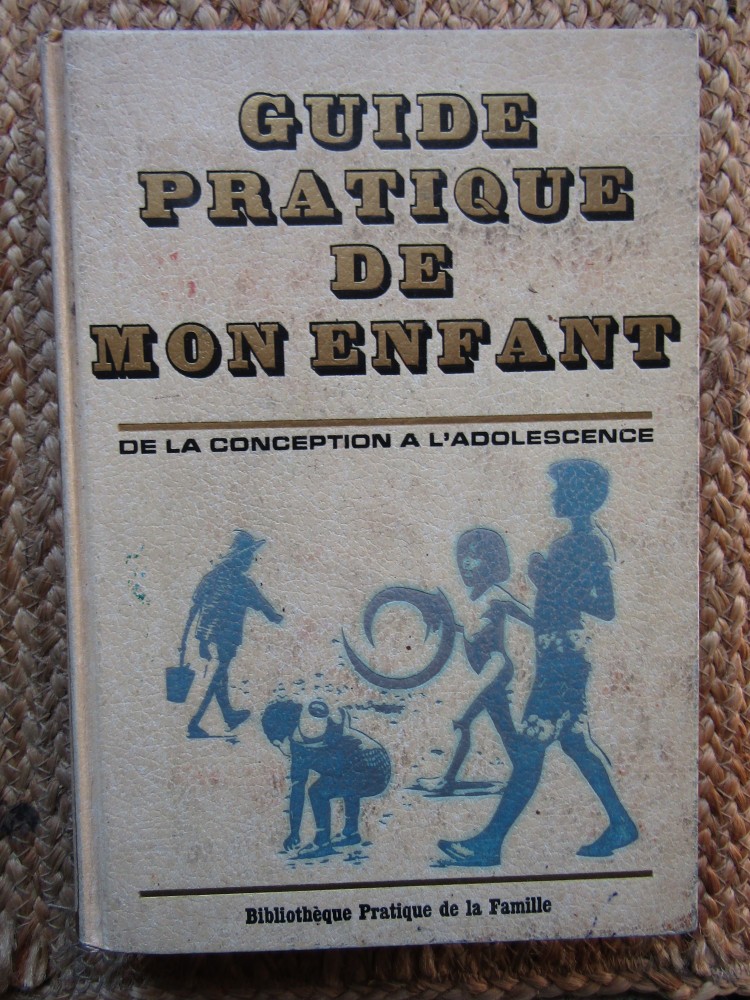 GUIDE
PRATIQUE
DE
MON ENFANT
DE LA CONCEPTION A L'ADOLESCENCE
Bibliothèque Pratique de la Famille